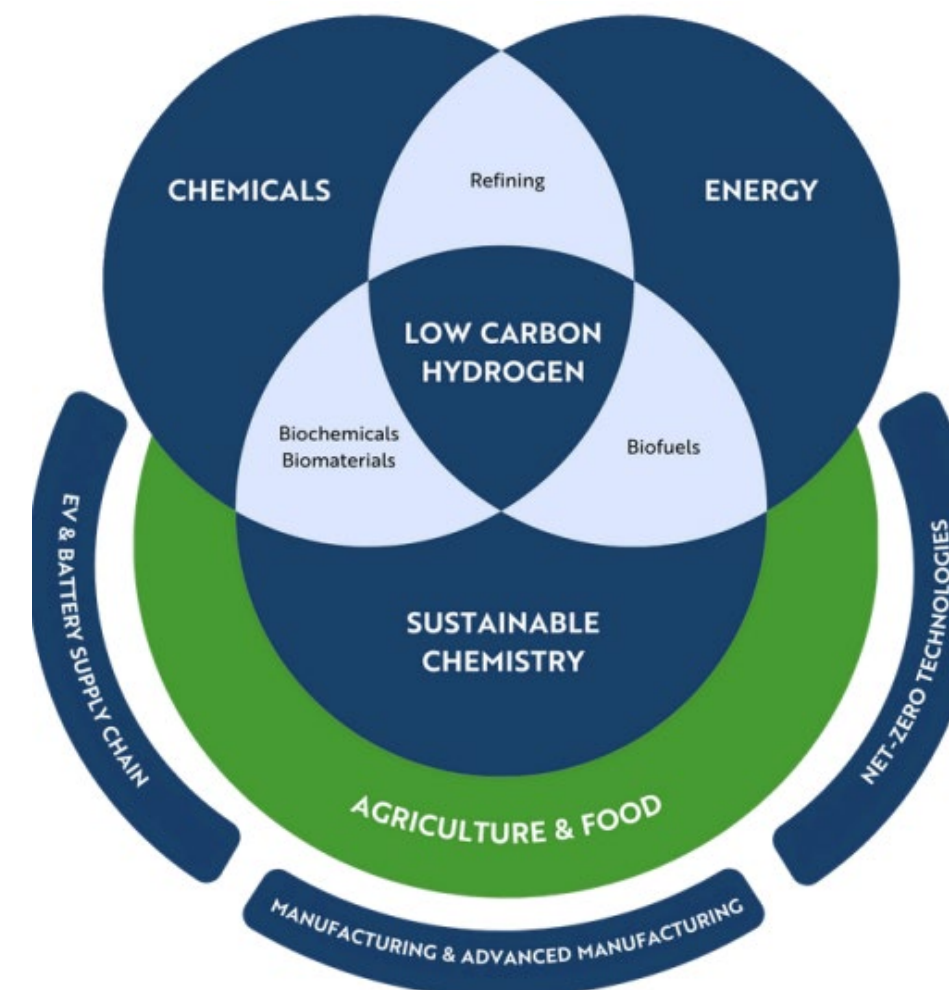 CHEMICALS
Refining
ENERGY
LOW CARBON
HYDROGEN
Biochemicals
Biomaterials
Biofuels
SUSTAINABLE
CHEMISTRY
AGRICULTURE & FOOD
EV & BATTERY SUPPLY CHAIN
MANUFACTURING & ADVANCED MANUFACTURING
NET-ZERO TECHNOLOGIES